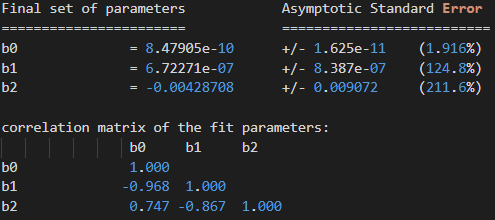 Final set of parameters Asymptotic Standard Error
======================= ==========================
b0 = 8.47905e-10 +/- 1.625e-11 (1.916%)
b1 = 6.72271e-07 +/- 8.387e-07 (124.8%)
b2 = -0.00428708 +/- 0.009072 (211.6%)
correlation matrix of the fit parameters:
b0 b1 b2
b0 1.000
b1 -0.968 1.000
b2 0.747 -0.867 1.000